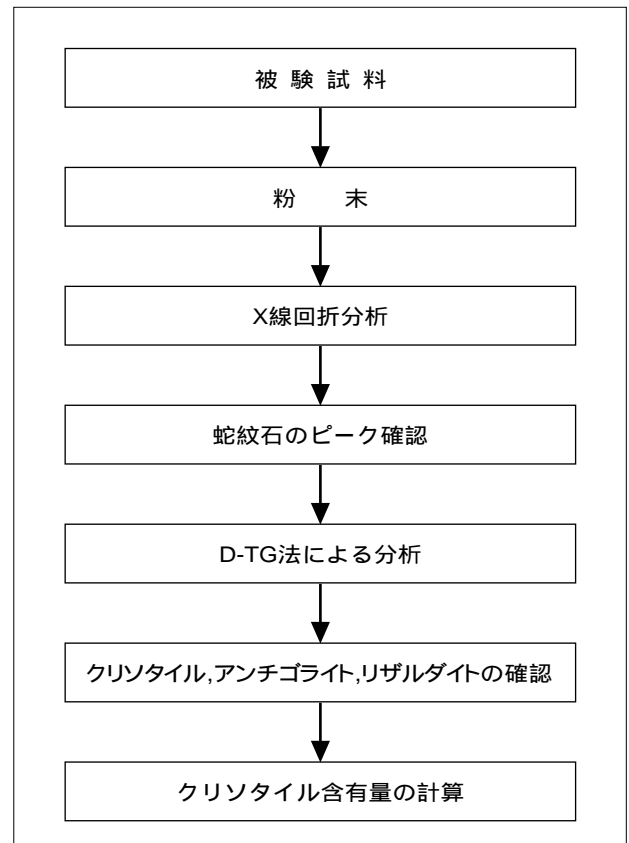 被験試料
粉　末
X線回折分析
蛇紋石のピーク確認
D-TG法による分析
クリソタイル,アンチゴライト,リザルダイトの確認
クリソタイル含有量の計算